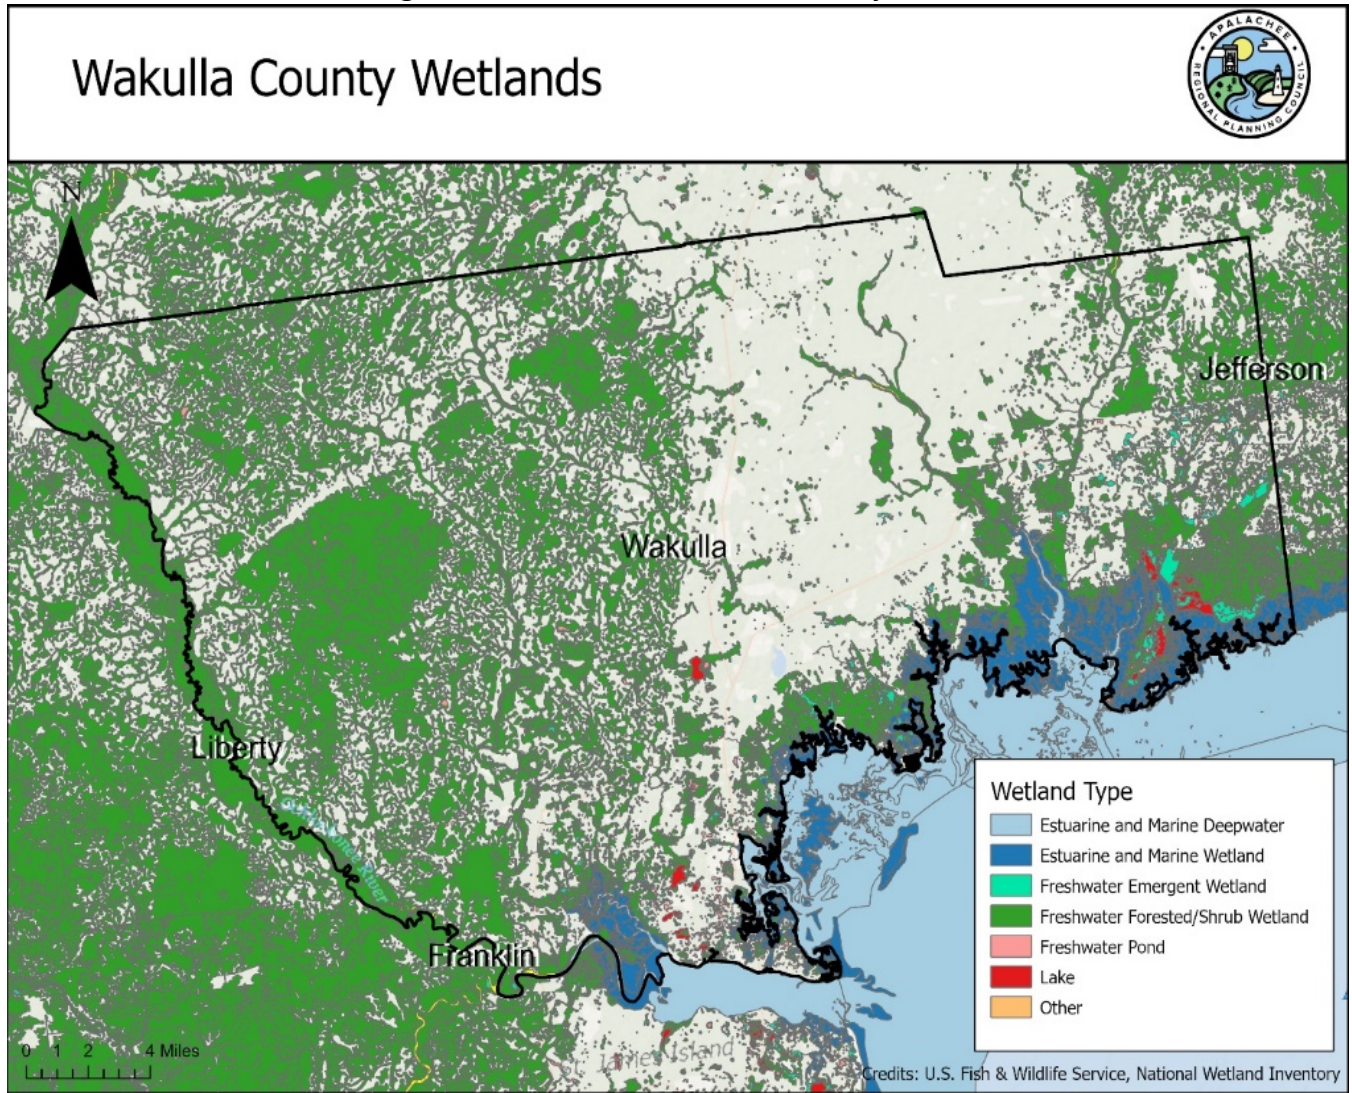 Wakulla County Wetlands
APALACHEE
REGIONAL PLANNING COUNCIL
N
Jefferson
Wakulla
Liberty
Franklin
Island
0 1 2 4 Miles
Wetland Type
Estuarine and Marine Deepwater
Estuarine and Marine Wetland
Freshwater Emergent Wetland
Freshwater Forested/Shrub Wetland
Freshwater Pond
Lake
Other
Credits: U.S. Fish & Wildlife Service, National Wetland Inventory